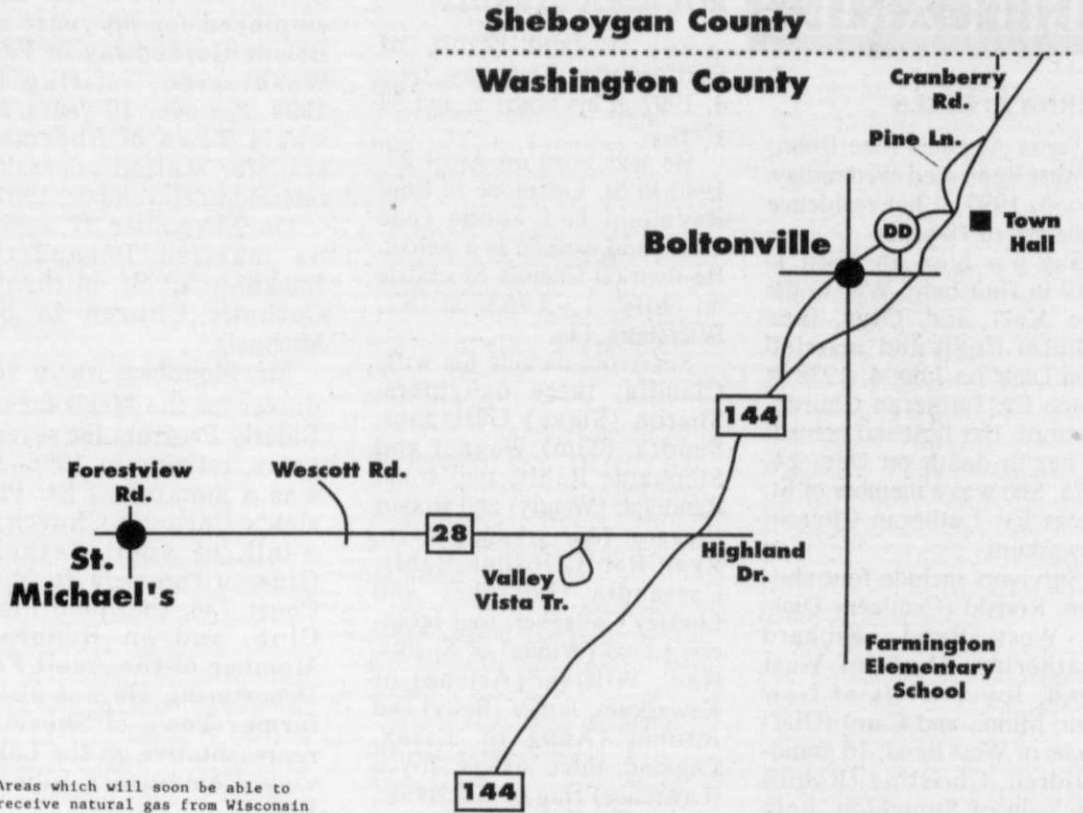 Sheboygan County
Washington County
Cranberry
Rd.
Pine Ln.
DD
Town
Hall
Boltonville
144
Forestview
Rd.
Wescott Rd.
28
Highland
Dr.
St.
Michael's
Valley
Vista Tr.
Farmington
Elementary
School
144
Areas which will soon be able to
receive natural gas from Wisconsin